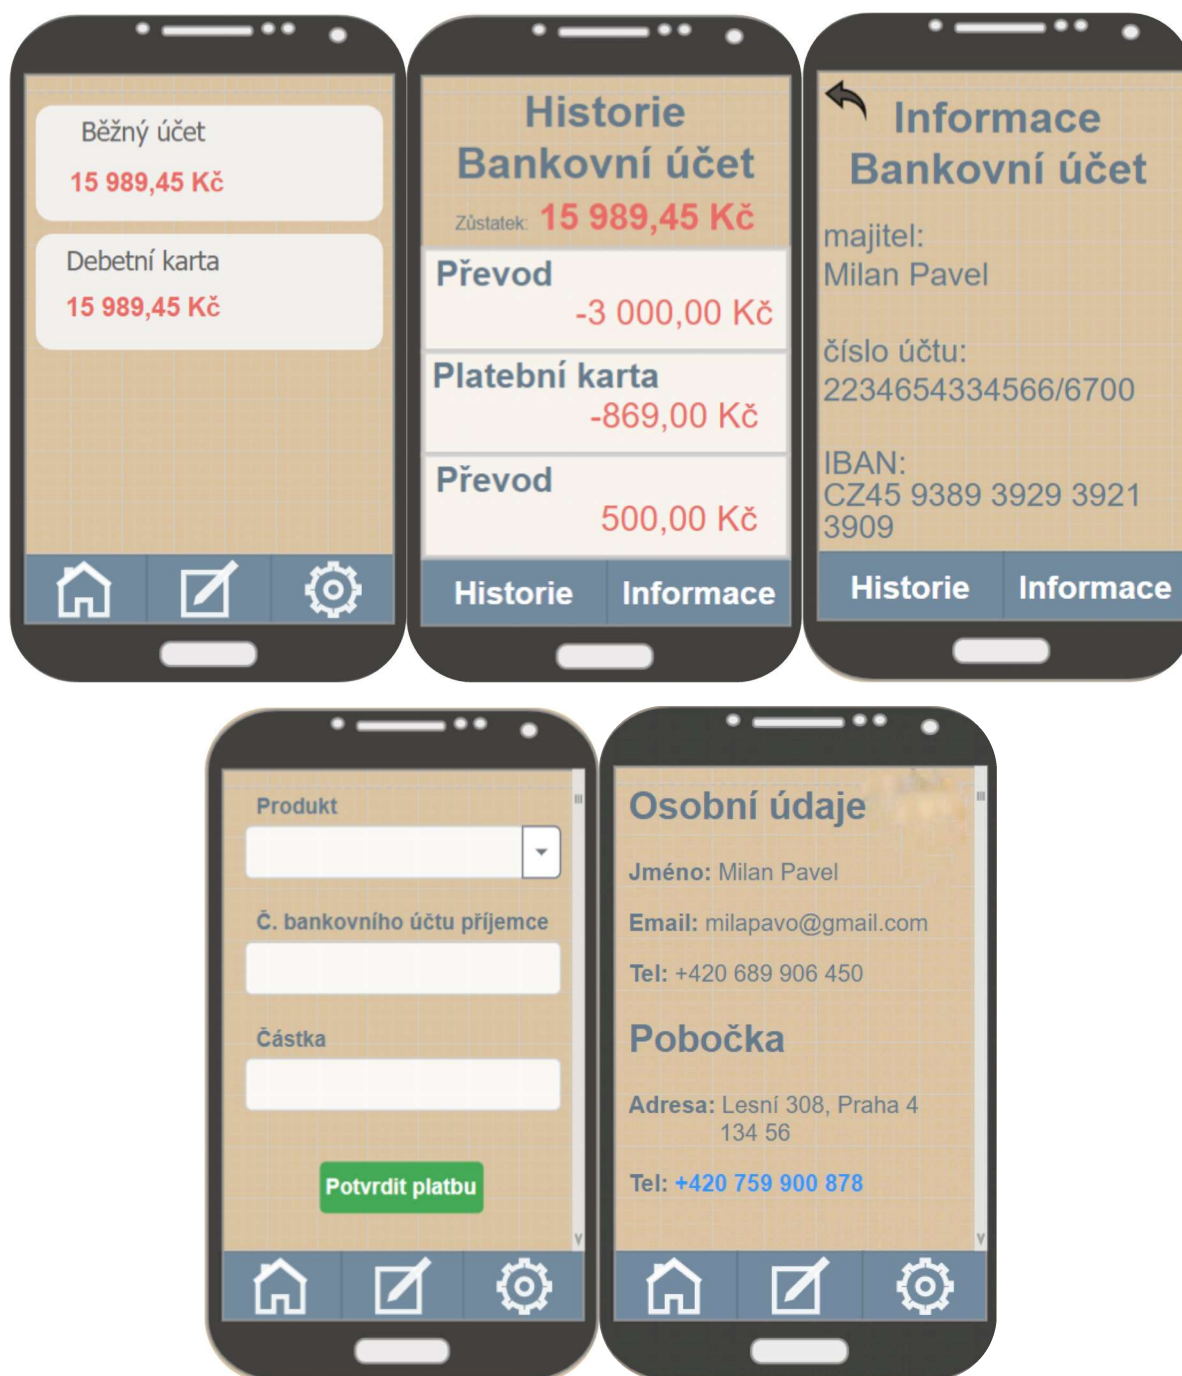 Běžný účet
15 989,45 Kč
Debetní karta
15 989,45 Kč
Historie
Bankovní účet
Zůstatek: 15 989,45 Kč
Převod
-3 000,00 Kč
Platební karta
-869,00 Kč
Převod
500,00 Kč
Historie Informace
Informace
Bankovní účet
majitel:
Milan Pavel
číslo účtu:
2234654334566/6700
IBAN:
CZ45 9389 3929 3921
3909
Historie Informace
Produkt
Č. bankovního účtu příjemce
Částka
Potvrdit platbu
Osobní údaje
Jméno: Milan Pavel
Email: milapavo@gmail.com
Tel: +420 689 906 450
Pobočka
Adresa: Lesní 308, Praha 4
134 56
Tel: +420 759 900 878